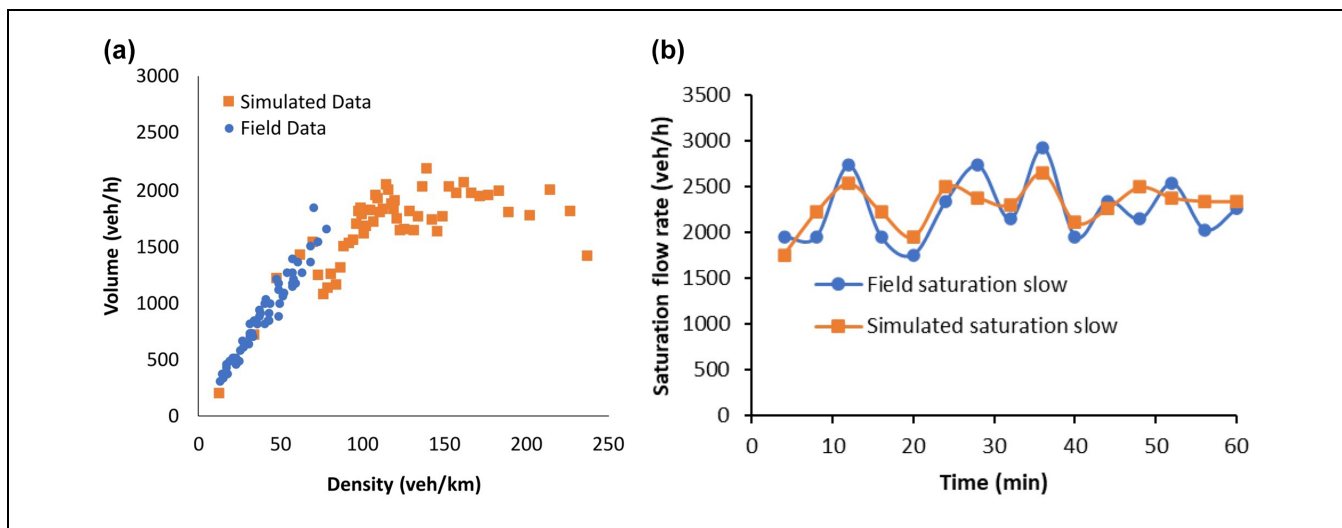 (a)
3000
2500
2000
1500
1000
500
0
Volume (veh/h)
Simulated Data
Field Data
0 50 100 150 200 250
Density (veh/km)
(b)
3500
3000
2500
2000
1500
1000
500
0
Saturation flow rate (veh/h)
Field saturation slow
Simulated saturation slow
0 10 20 30 40 50 60
Time (min)